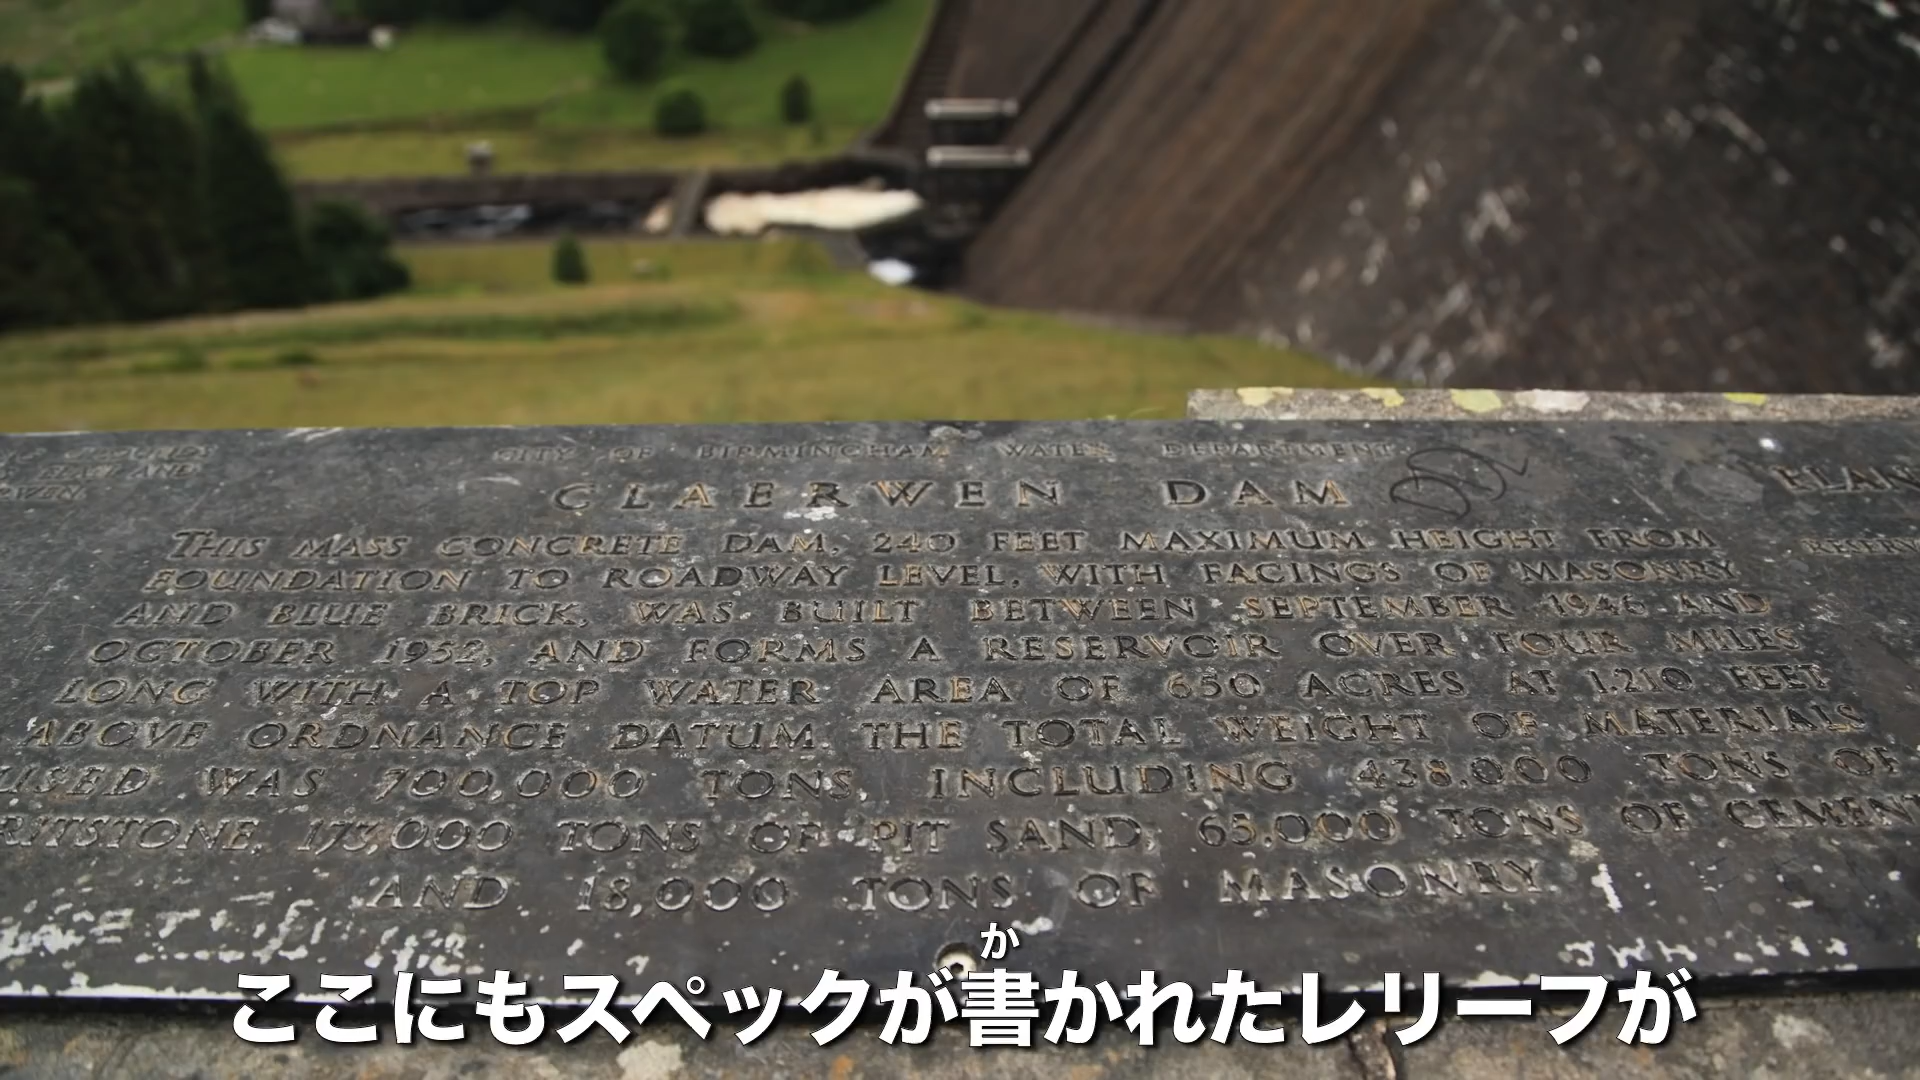 CITY OF BIRMINGHAM WATER DEPARTMENT.
CLAERWEN DAM
THIS MASS CONCRETE DAM, 240 FEET MAXIMUM HEIGHT FROM
FOUNDATION TO ROADWAY LEVEL, WITH FACINGS OF MASONRY
AND BLUE BRICK, WAS BUILT BETWEEN SEPTEMBER 1946 AND
OCTOBER 1952, AND FORMS A RESERVOIR OVER FOUR MILES
LONG WITH A TOP WATER AREA OF 650 ACRES AT 1,210 FEET
ABOVE ORDNANCE DATUM. THE TOTAL WEIGHT OF MATERIALS
USED WAS 700,000 TONS INCLUDING 438,000 TONS OF
RITSTONE, 173,000 TONS OF PIT SAND, 65,000 TONS OF CEMENT
AND 18,000 TONS OF MASONRY.
か
ここにもスペックが書かれたレリーフが